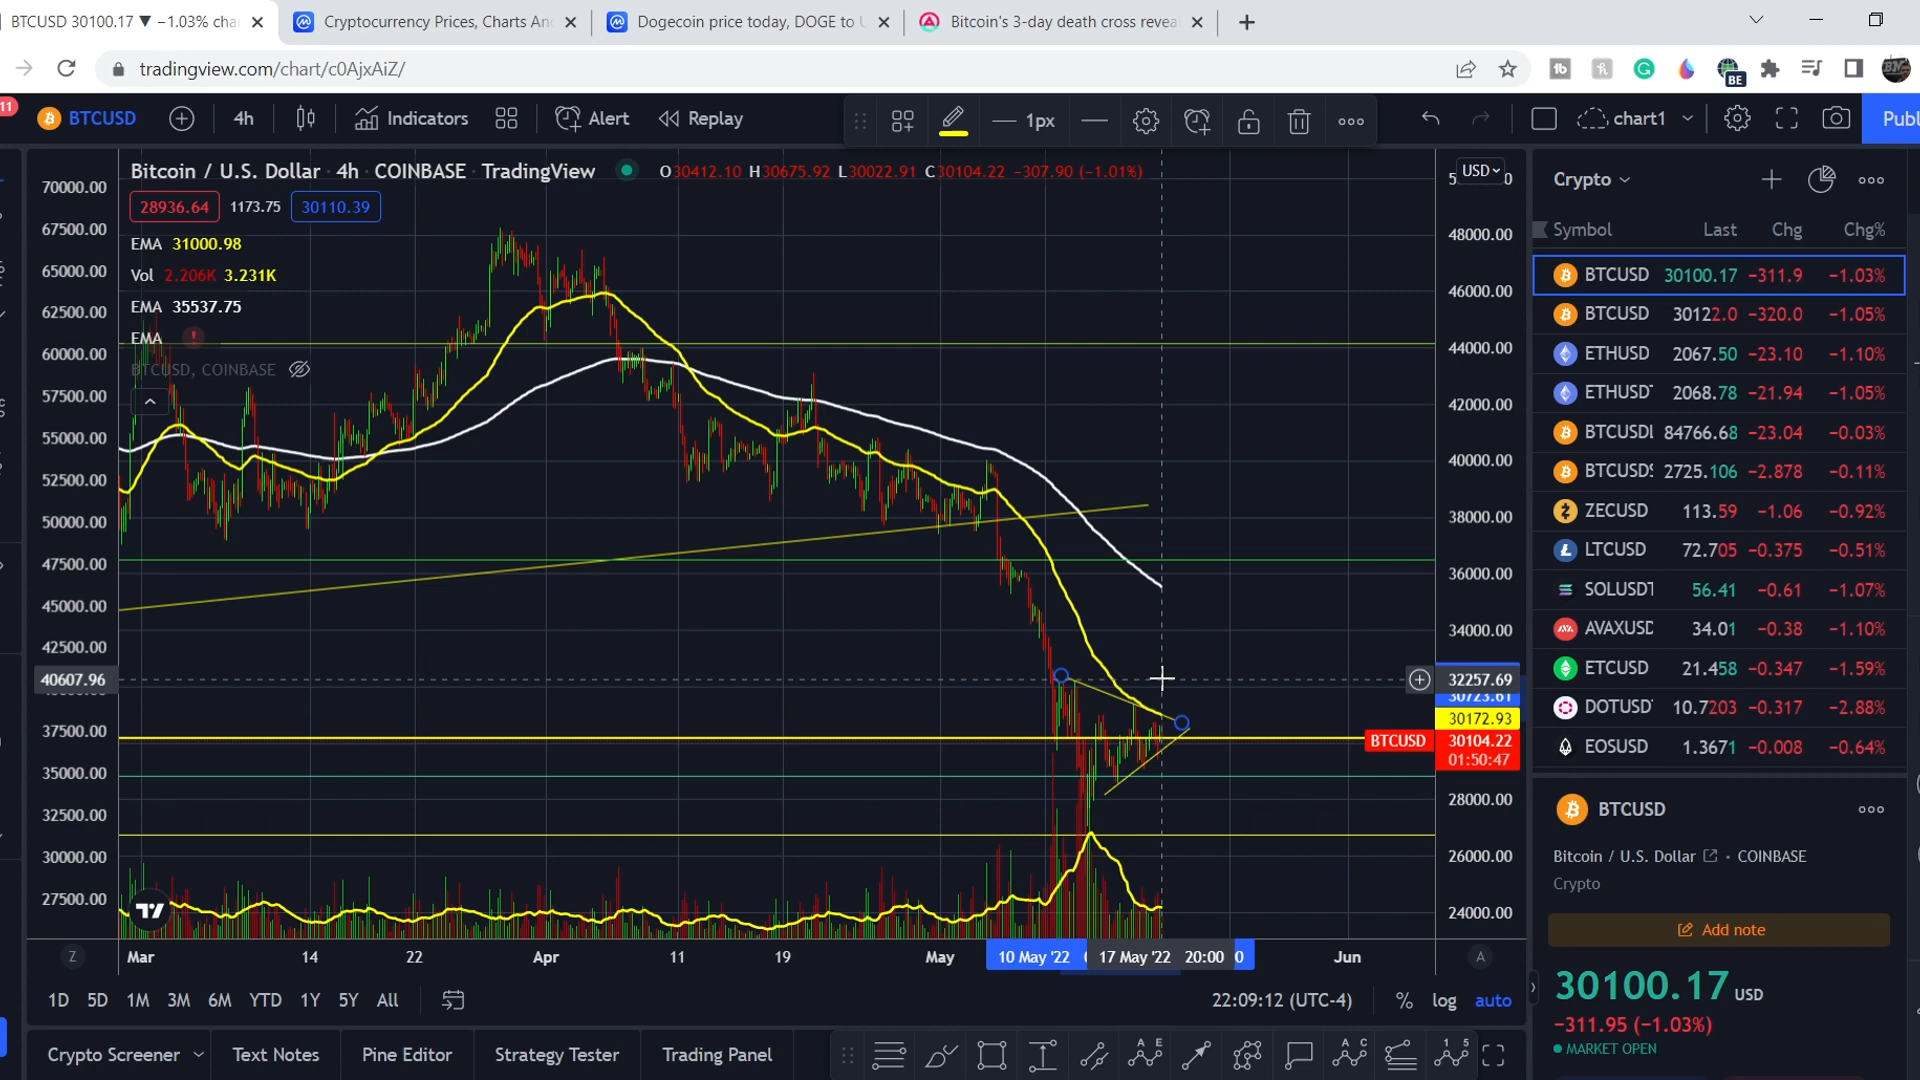 BTCUSD 30100.17 ▼ −1.03% cha
Cryptocurrency Prices, Charts An
Dogecoin price today, DOGE to
Bitcoin's 3-day death cross revea
tradingview.com/chart/c0AjxAiZ/
BE
11
BTCUSD
4h
Indicators
Alert
Replay
1px
chart1
Publ
Bitcoin / U.S. Dollar · 4h · COINBASE · TradingView
O30412.10 H30675.92 L30022.91 C30104.22 −307.90 (−1.01%)
28936.64 1173.75 30110.39
EMA 31000.98
Vol 2.206K 3.231K
EMA 35537.75
EMA !
BTCUSD, COINBASE
70000.00
67500.00
65000.00
62500.00
60000.00
57500.00
55000.00
52500.00
50000.00
47500.00
45000.00
42500.00
40607.96
37500.00
35000.00
32500.00
30000.00
27500.00
USD
48000.00
46000.00
44000.00
42000.00
40000.00
38000.00
36000.00
34000.00
32257.69
30723.61
30172.93
BTCUSD 30104.22
01:50:47
28000.00
26000.00
24000.00
Z
Mar 14 22 Apr 11 19 May 10 May '22 17 May '22 20:00 0 Jun
A
1D 5D 1M 3M 6M YTD 1Y 5Y All
22:09:12 (UTC-4)
% log auto
Crypto Screener
Text Notes
Pine Editor
Strategy Tester
Trading Panel
Crypto
Symbol Last Chg Chg%
BTCUSD 30100.17 −311.9 −1.03%
BTCUSD 30122.0 −320.0 −1.05%
ETHUSD 2067.50 −23.10 −1.10%
ETHUSDT 2068.78 −21.94 −1.05%
BTCUSDL 84766.68 −23.04 −0.03%
BTCUSDS 2725.106 −2.878 −0.11%
ZECUSD 113.59 −1.06 −0.92%
LTCUSD 72.705 −0.375 −0.51%
SOLUSDT 56.41 −0.61 −1.07%
AVAXUSD 34.01 −0.38 −1.10%
ETCUSD 21.458 −0.347 −1.59%
DOTUSDT 10.7203 −0.317 −2.88%
EOSUSD 1.3671 −0.008 −0.64%
BTCUSD
Bitcoin / U.S. Dollar · COINBASE
Crypto
Add note
30100.17 USD
−311.95 (−1.03%)
MARKET OPEN